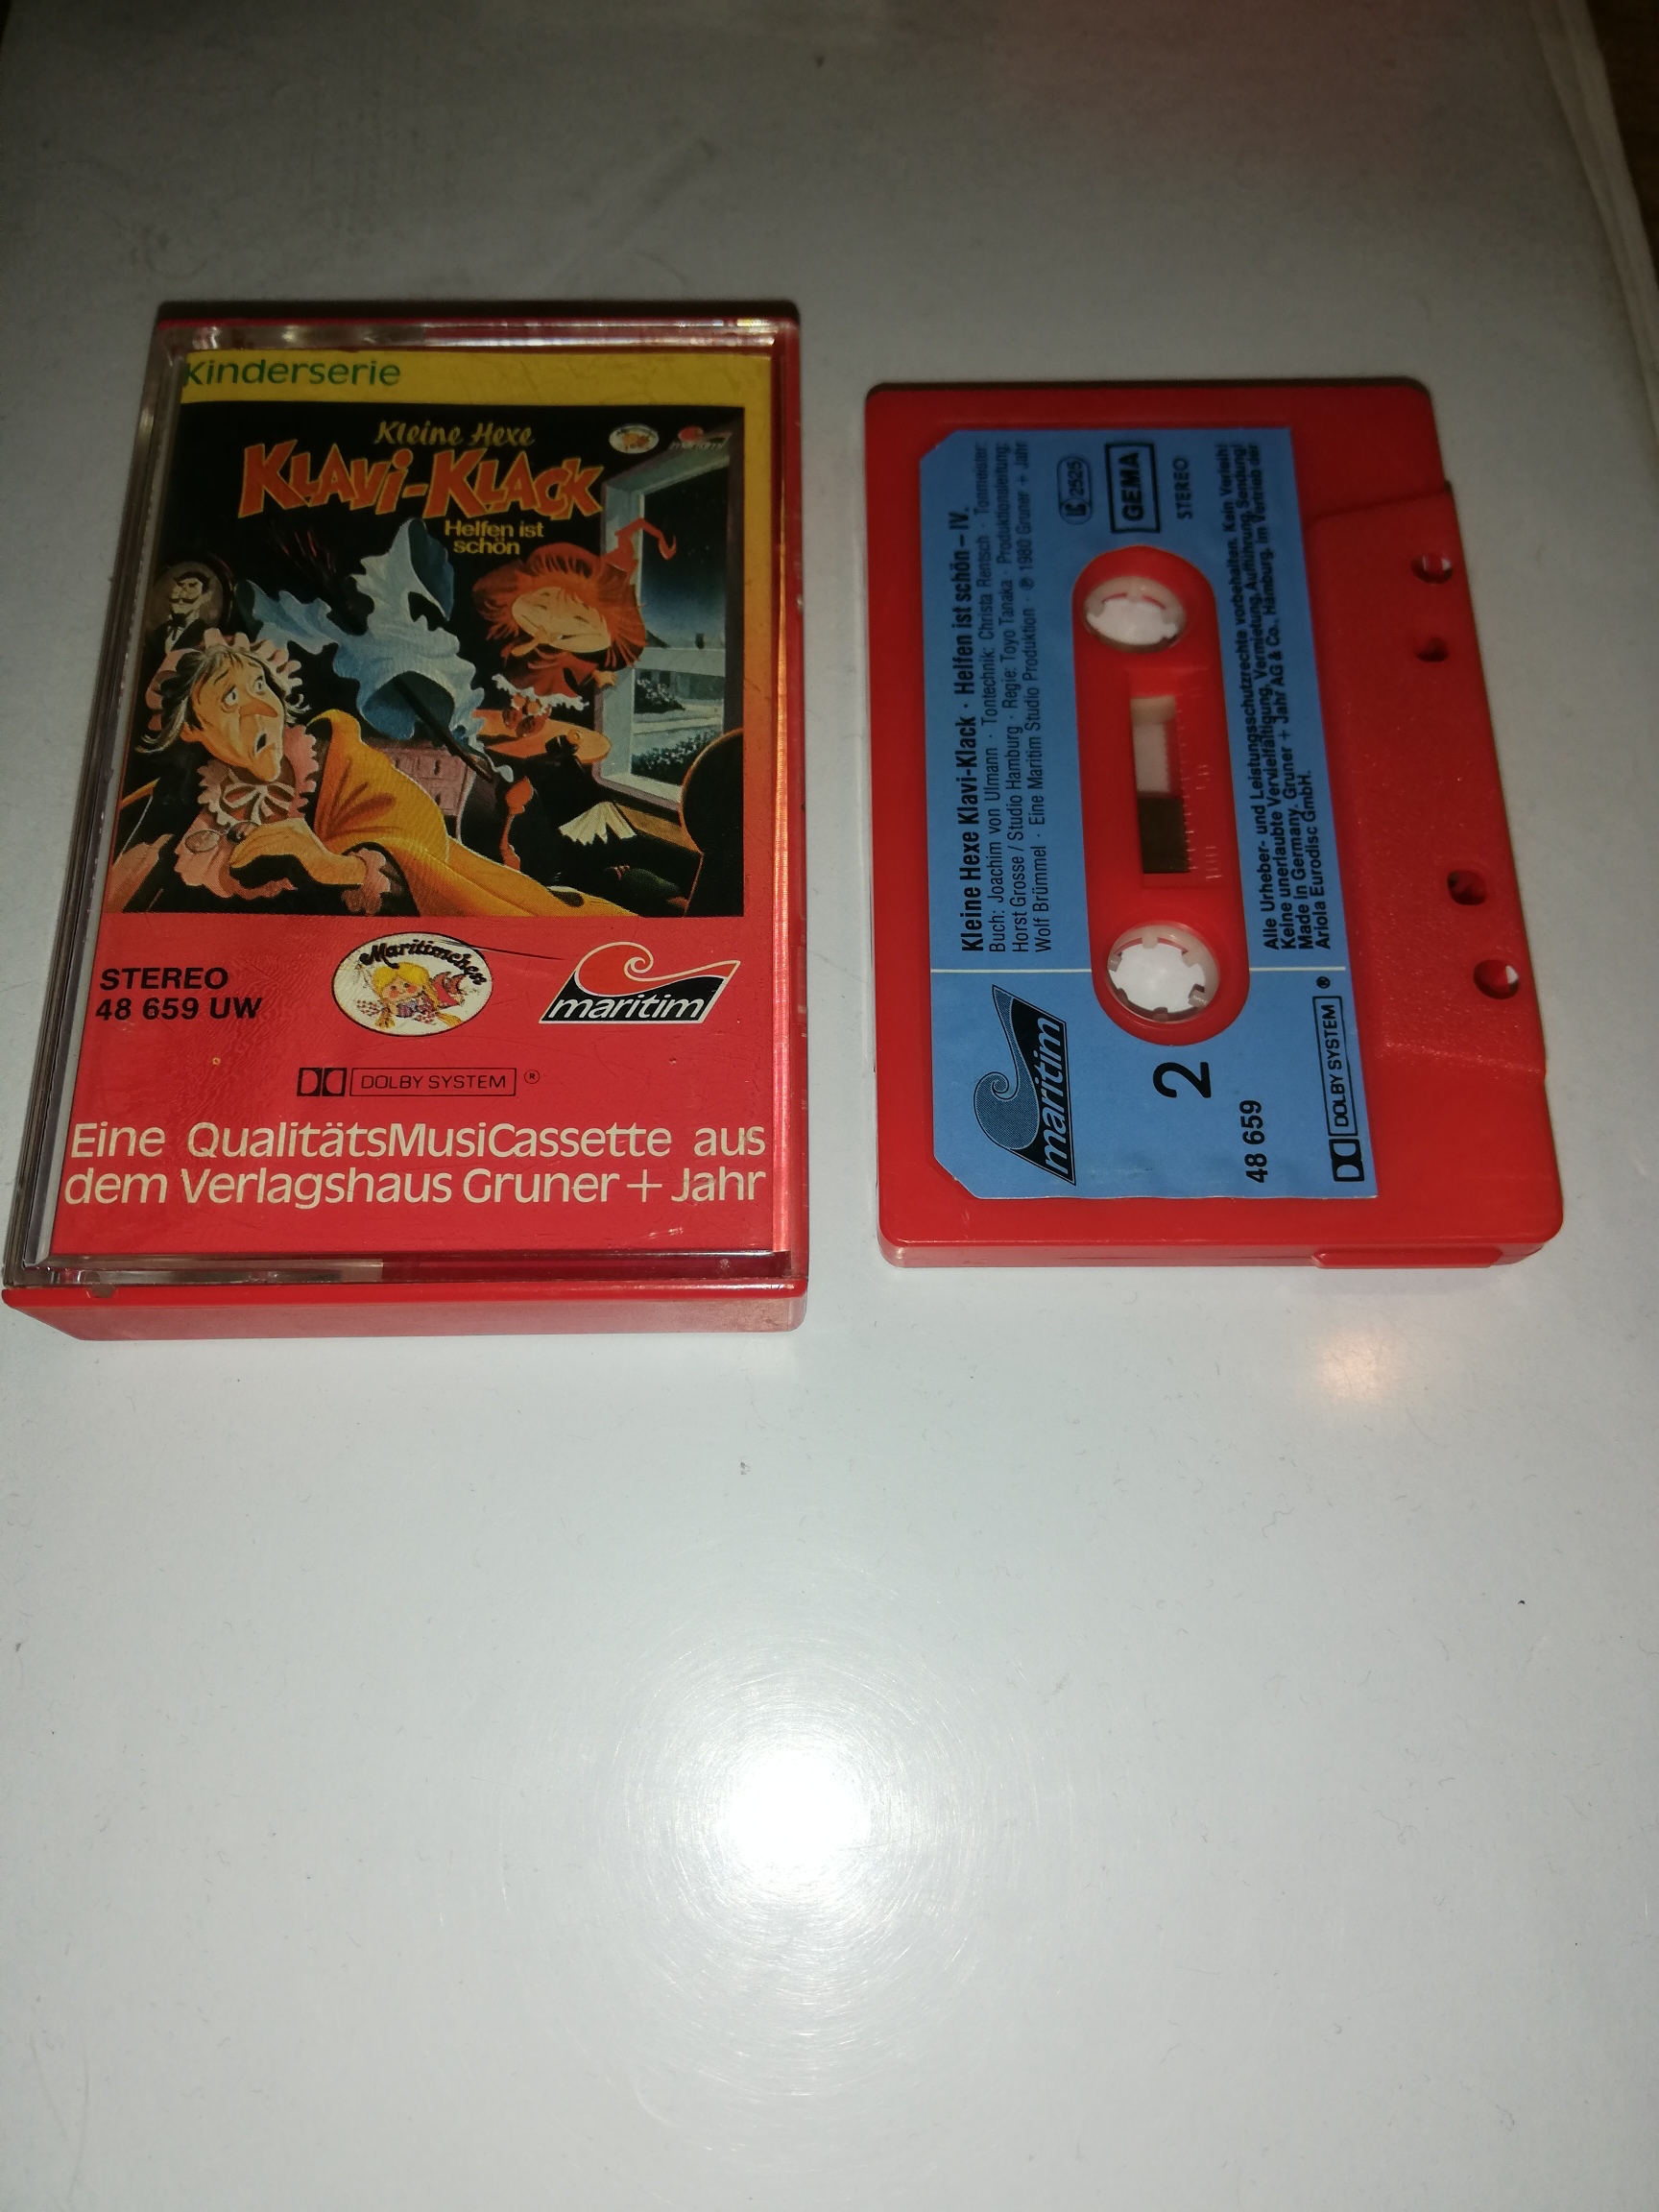 Kinderserie
Kleine Hexe
KLAVI-KLACK
Helfen ist
schön
maritim
STEREO
48 659 UW
Maritimchen
maritim
DOLBY SYSTEM ®
Eine QualitätsMusiCassette aus
dem Verlagshaus Gruner + Jahr
Kleine Hexe Klavi-Klack · Helfen ist schön – IV.
Buch: Joachim von Ulmann · Tontechnik: Christa Rentsch · Tonmeister:
Horst Grosse / Studio Hamburg · Regie: Toyo Tanaka · Produktionsleitung:
Wolf Brümmel · Eine Maritim Studio Produktion · ℗ 1980 Gruner + Jahr
LC 2525
GEMA
STEREO
maritim
2
48 659
Alle Urheber- und Leistungsschutzrechte vorbehalten. Kein Verleih!
Keine unerlaubte Vervielfältigung, Vermietung, Aufführung, Sendung!
Made in Germany. Gruner + Jahr AG & Co., Hamburg, im Vertrieb der
Ariola Eurodisc GmbH.
DOLBY SYSTEM ®